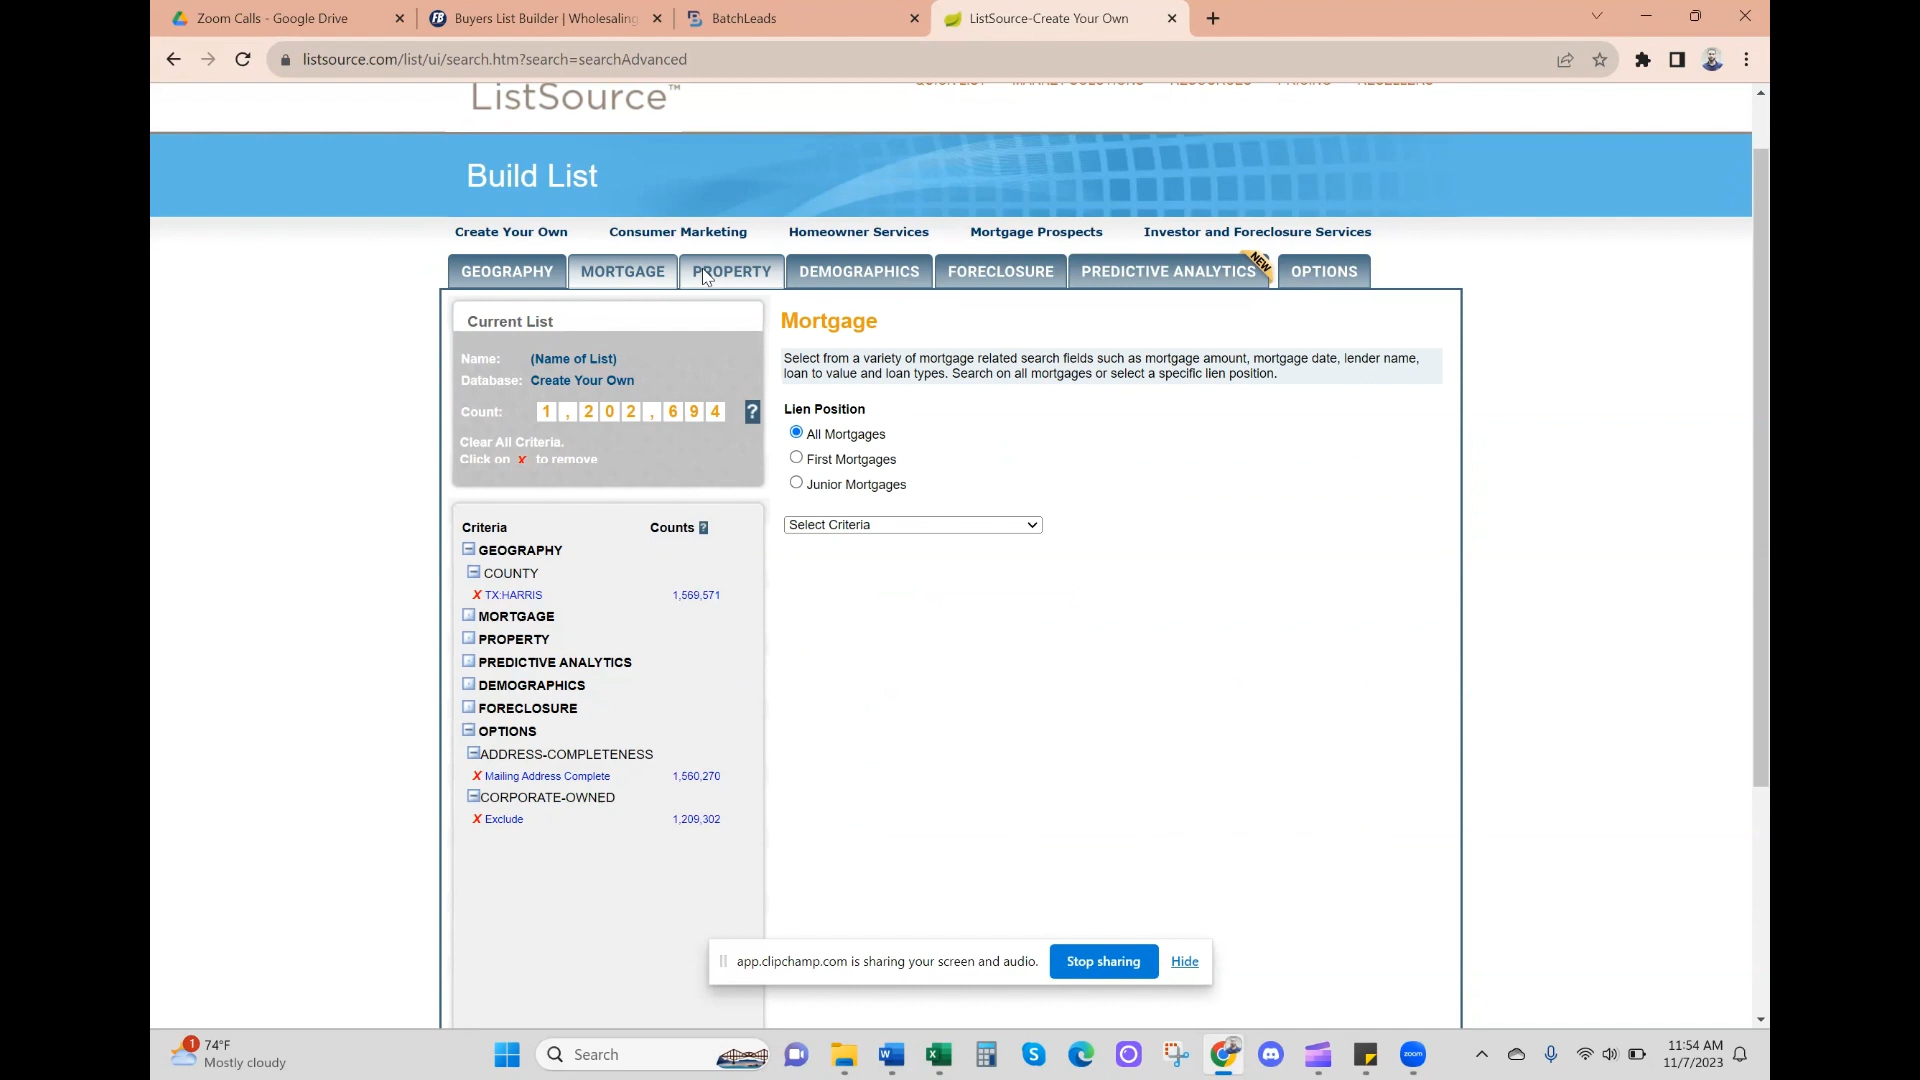 Zoom Calls - Google Drive
Buyers List Builder | Wholesaling
BatchLeads
ListSource-Create Your Own
listsource.com/list/ui/search.htm?search=searchAdvanced
ListSource™
QUICK LIST MARKET SOLUTIONS RESOURCES PRICING RESELLERS
Build List
Create Your Own Consumer Marketing Homeowner Services Mortgage Prospects Investor and Foreclosure Services
GEOGRAPHY MORTGAGE PROPERTY DEMOGRAPHICS FORECLOSURE PREDICTIVE ANALYTICS NEW OPTIONS
Current List
Name: (Name of List)
Database: Create Your Own
Count: 1,202,694 ?
Clear All Criteria.
Click on x to remove
Mortgage
Select from a variety of mortgage related search fields such as mortgage amount, mortgage date, lender name,
loan to value and loan types. Search on all mortgages or select a specific lien position.
Lien Position
All Mortgages
First Mortgages
Junior Mortgages
Select Criteria
Criteria Counts ?
GEOGRAPHY
COUNTY
X TX:HARRIS 1,569,571
MORTGAGE
PROPERTY
PREDICTIVE ANALYTICS
DEMOGRAPHICS
FORECLOSURE
OPTIONS
ADDRESS-COMPLETENESS
X Mailing Address Complete 1,560,270
CORPORATE-OWNED
X Exclude 1,209,302
app.clipchamp.com is sharing your screen and audio. Stop sharing Hide
1
74°F
Mostly cloudy
Search
zoom
11:54 AM
11/7/2023